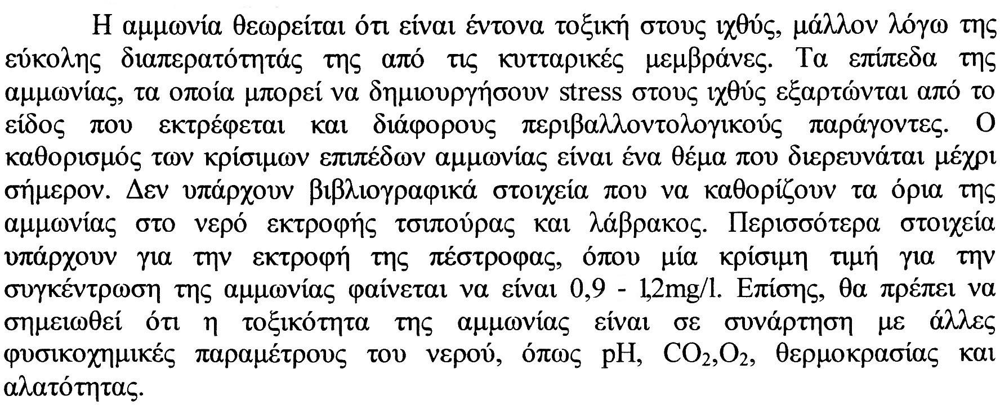 Η αμμωνία θεωρείται ότι είναι έντονα τοξική στους ιχθύς, μάλλον λόγω της
εύκολης διαπερατότητάς της από τις κυτταρικές μεμβράνες. Τα επίπεδα της
αμμωνίας, τα οποία μπορεί να δημιουργήσουν stress στους ιχθύς εξαρτώνται από το
είδος που εκτρέφεται και διάφορους περιβαλλοντολογικούς παράγοντες. Ο
καθορισμός των κρίσιμων επιπέδων αμμωνίας είναι ένα θέμα που διερευνάται μέχρι
σήμερον. Δεν υπάρχουν βιβλιογραφικά στοιχεία που να καθορίζουν τα όρια της
αμμωνίας στο νερό εκτροφής τσιπούρας και λάβρακος. Περισσότερα στοιχεία
υπάρχουν για την εκτροφή της πέστροφας, όπου μία κρίσιμη τιμή για την
συγκέντρωση της αμμωνίας φαίνεται να είναι 0,9 - 1,2mg/l. Επίσης, θα πρέπει να
σημειωθεί ότι η τοξικότητα της αμμωνίας είναι σε συνάρτηση με άλλες
φυσικοχημικές παραμέτρους του νερού, όπως pH, CO₂,O₂, θερμοκρασίας και
αλατότητας.